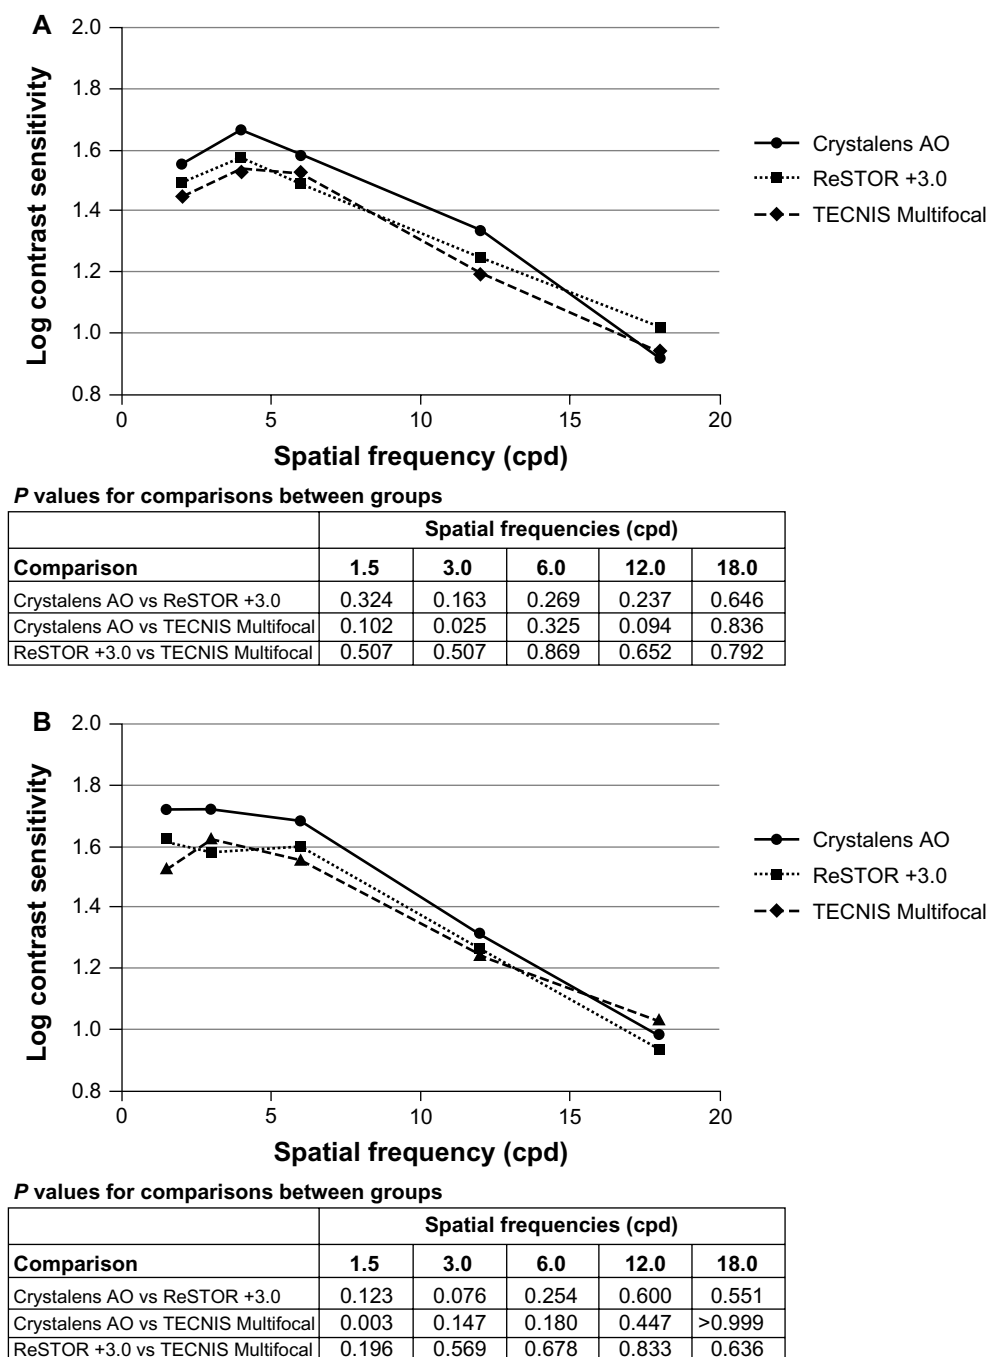 A
2.0
1.8
1.6
1.4
1.2
1.0
0.8
Log contrast sensitivity
0 5 10 15 20
Spatial frequency (cpd)
Crystalens AO
ReSTOR +3.0
TECNIS Multifocal
P values for comparisons between groups
Spatial frequencies (cpd)
Comparison 1.5 3.0 6.0 12.0 18.0
Crystalens AO vs ReSTOR +3.0 0.324 0.163 0.269 0.237 0.646
Crystalens AO vs TECNIS Multifocal 0.102 0.025 0.325 0.094 0.836
ReSTOR +3.0 vs TECNIS Multifocal 0.507 0.507 0.869 0.652 0.792
B
2.0
1.8
1.6
1.4
1.2
1.0
0.8
Log contrast sensitivity
0 5 10 15 20
Spatial frequency (cpd)
Crystalens AO
ReSTOR +3.0
TECNIS Multifocal
P values for comparisons between groups
Spatial frequencies (cpd)
Comparison 1.5 3.0 6.0 12.0 18.0
Crystalens AO vs ReSTOR +3.0 0.123 0.076 0.254 0.600 0.551
Crystalens AO vs TECNIS Multifocal 0.003 0.147 0.180 0.447 >0.999
ReSTOR +3.0 vs TECNIS Multifocal 0.196 0.569 0.678 0.833 0.636